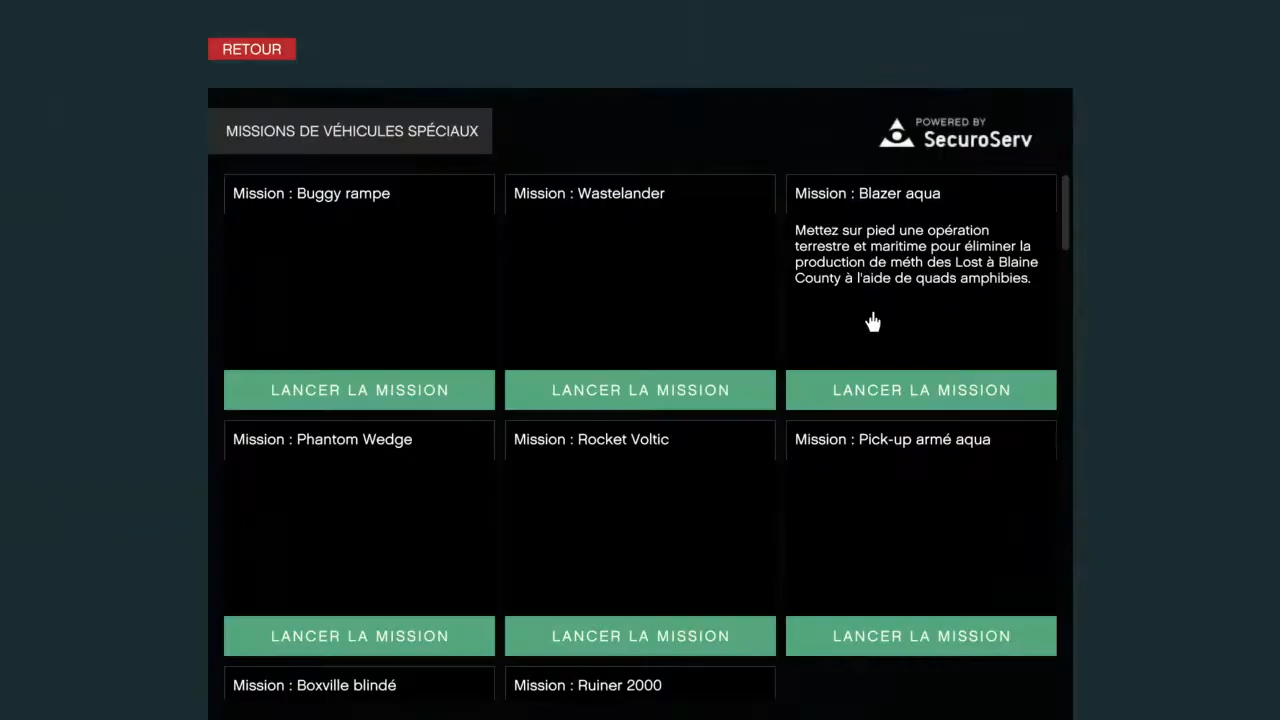 RETOUR
MISSIONS DE VÉHICULES SPÉCIAUX
POWERED BY
SecuroServ
Mission : Buggy rampe
Mission : Wastelander
Mission : Blazer aqua
Mettez sur pied une opération
terrestre et maritime pour éliminer la
production de méth des Lost à Blaine
County à l'aide de quads amphibies.
LANCER LA MISSION
LANCER LA MISSION
LANCER LA MISSION
Mission : Phantom Wedge
Mission : Rocket Voltic
Mission : Pick-up armé aqua
LANCER LA MISSION
LANCER LA MISSION
LANCER LA MISSION
Mission : Boxville blindé
Mission : Ruiner 2000